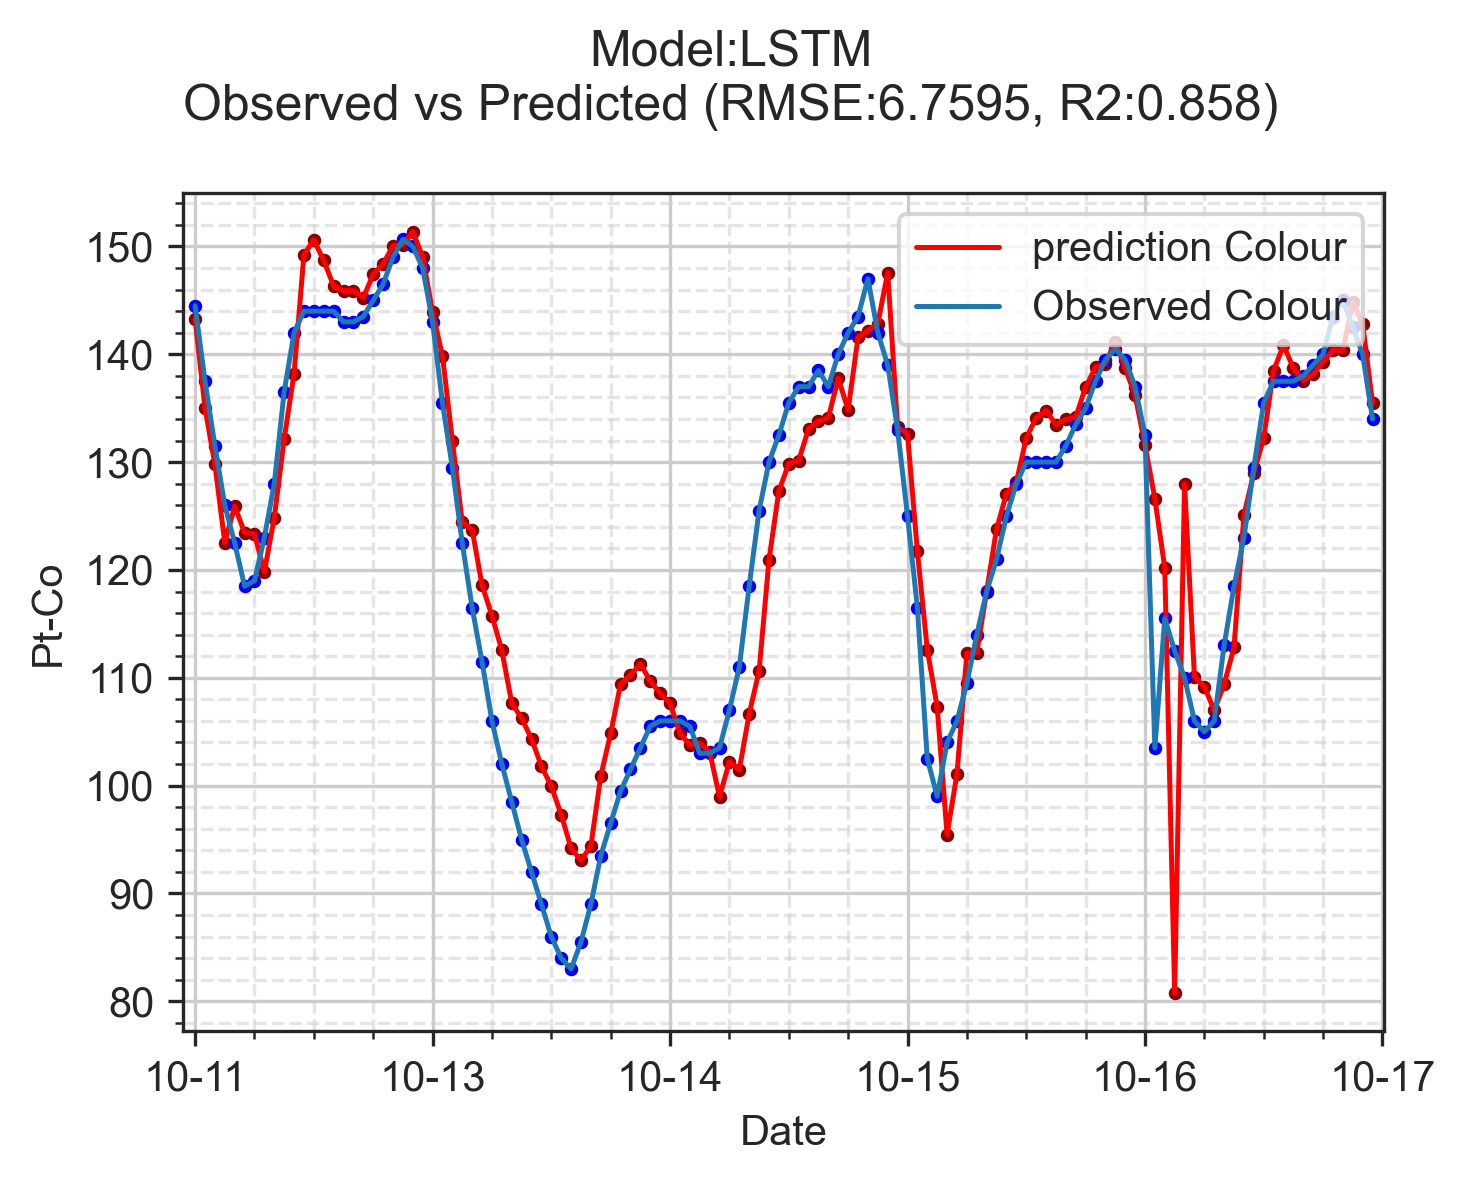 Model:LSTM
Observed vs Predicted (RMSE:6.7595, R2:0.858)
prediction Colour
Observed Colour
150
140
130
120
110
100
90
80
Pt-Co
10-11 10-13 10-14 10-15 10-16 10-17
Date